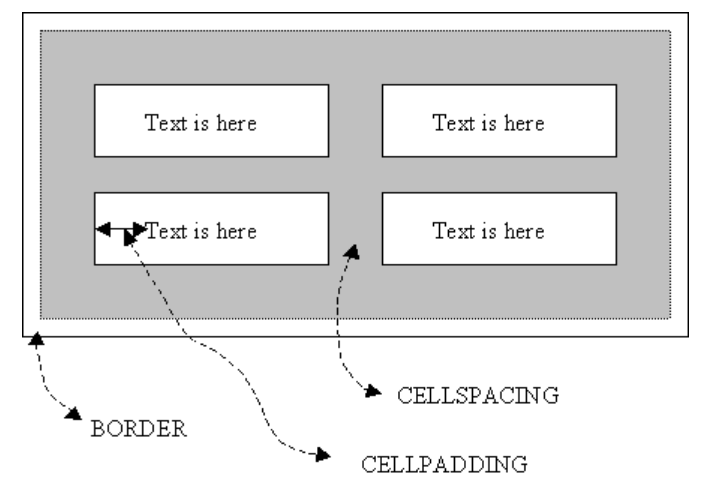 Text is here
Text is here
Text is here
Text is here
CELLSPACING
BORDER
CELLPADDING